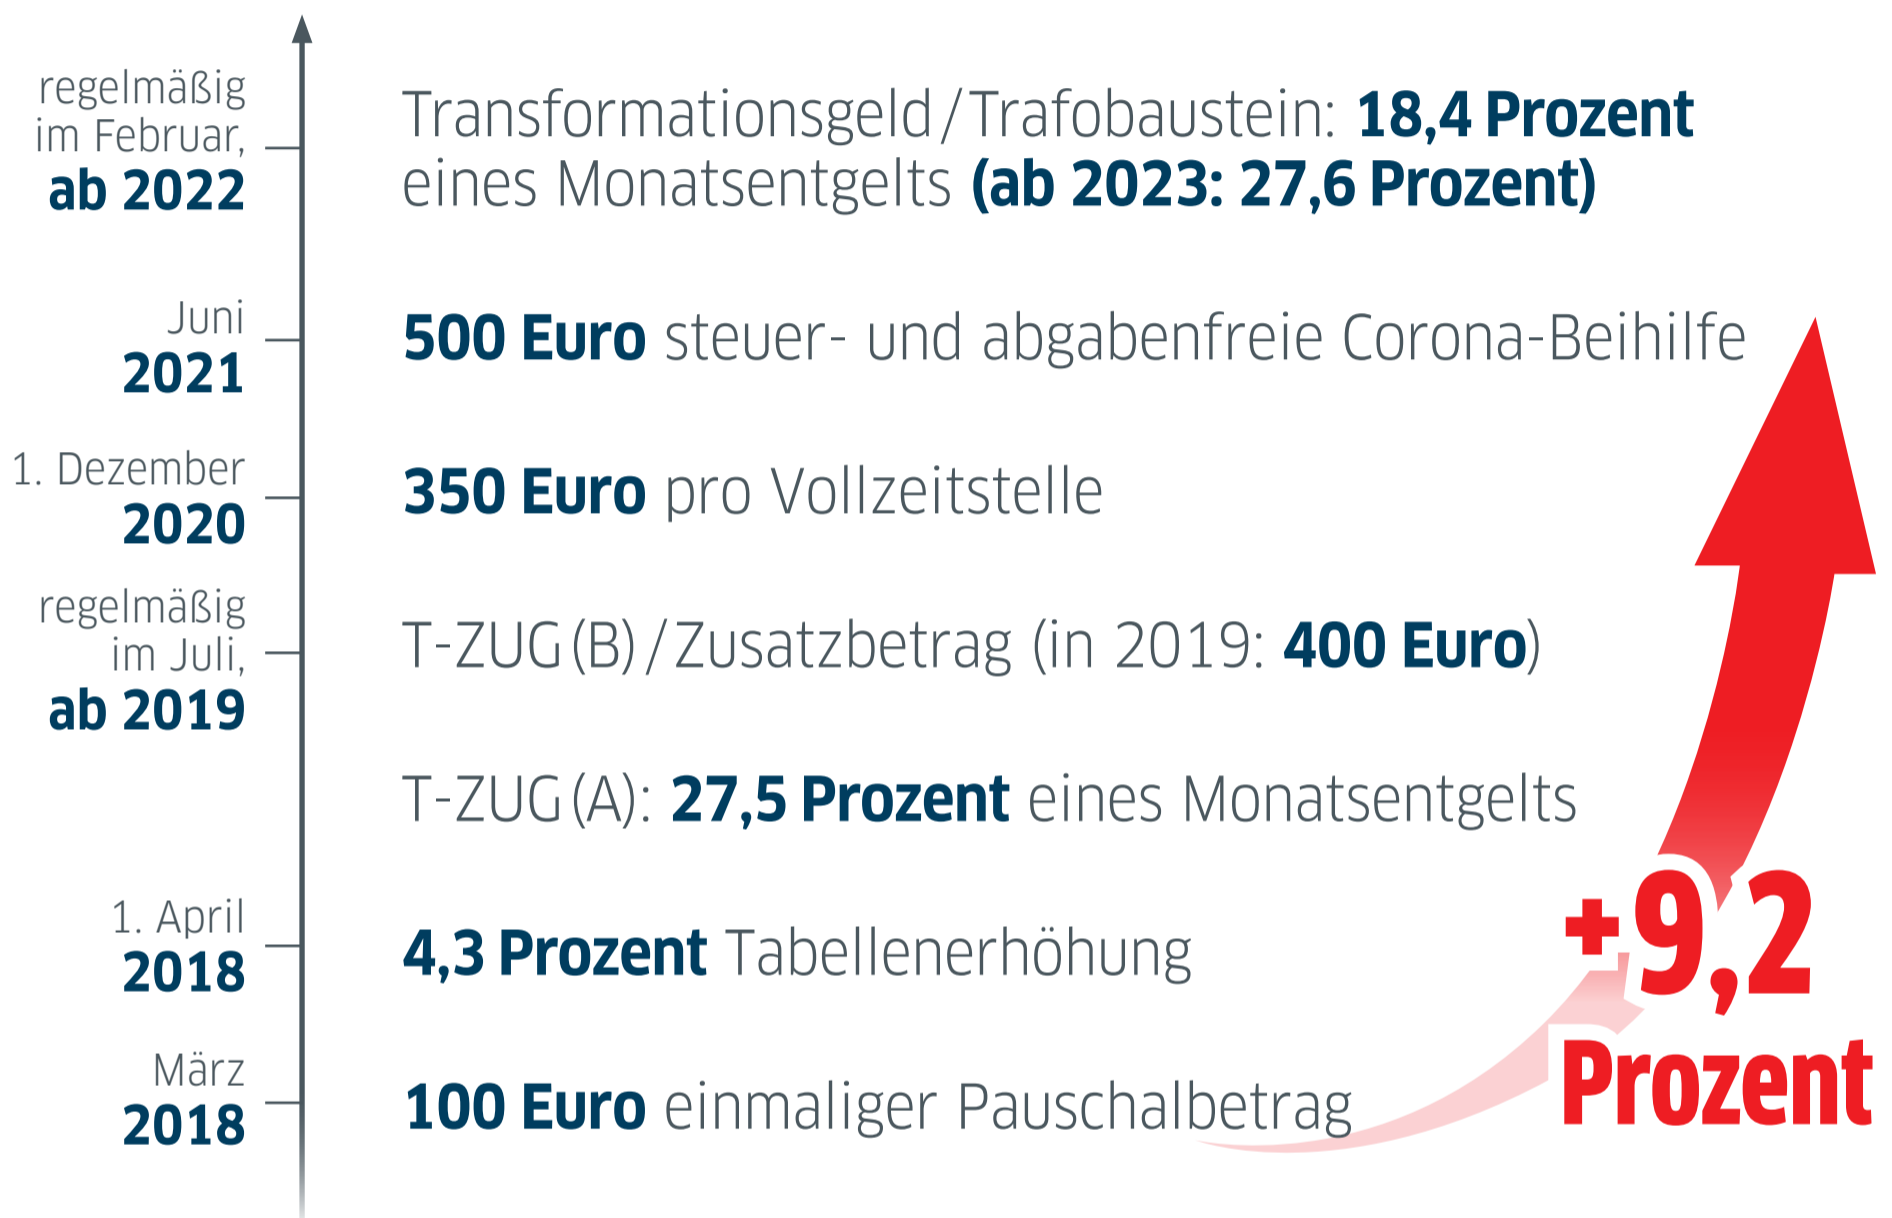 regelmäßig
im Februar,
ab 2022
Transformationsgeld/Trafobaustein: 18,4 Prozent
eines Monatsentgelts (ab 2023: 27,6 Prozent)
Juni
2021
500 Euro steuer- und abgabenfreie Corona-Beihilfe
1. Dezember
2020
350 Euro pro Vollzeitstelle
regelmäßig
im Juli,
ab 2019
T-ZUG (B)/Zusatzbetrag (in 2019: 400 Euro)
T-ZUG (A): 27,5 Prozent eines Monatsentgelts
1. April
2018
4,3 Prozent Tabellenerhöhung
März
2018
100 Euro einmaliger Pauschalbetrag
+9,2
Prozent